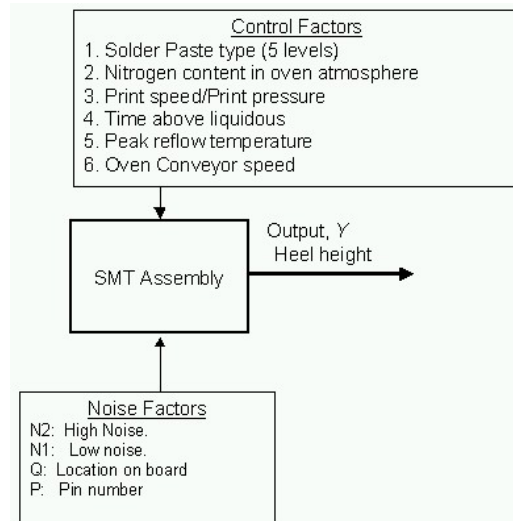 Control Factors
1. Solder Paste type (5 levels)
2. Nitrogen content in oven atmosphere
3. Print speed/Print pressure
4. Time above liquidous
5. Peak reflow temperature
6. Oven Conveyor speed
Output, Y
Heel height
SMT Assembly
Noise Factors
N2: High Noise.
N1: Low noise.
Q: Location on board
P: Pin number